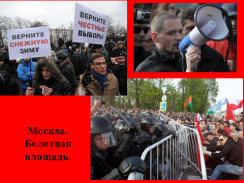 ВЕРНИТЕ
СНЕЖНУЮ
ЗИМУ
ВЕРНИТЕ
ЧЕСТНЫЕ
ВЫБОРЫ
Москва.
Болотная
площадь.